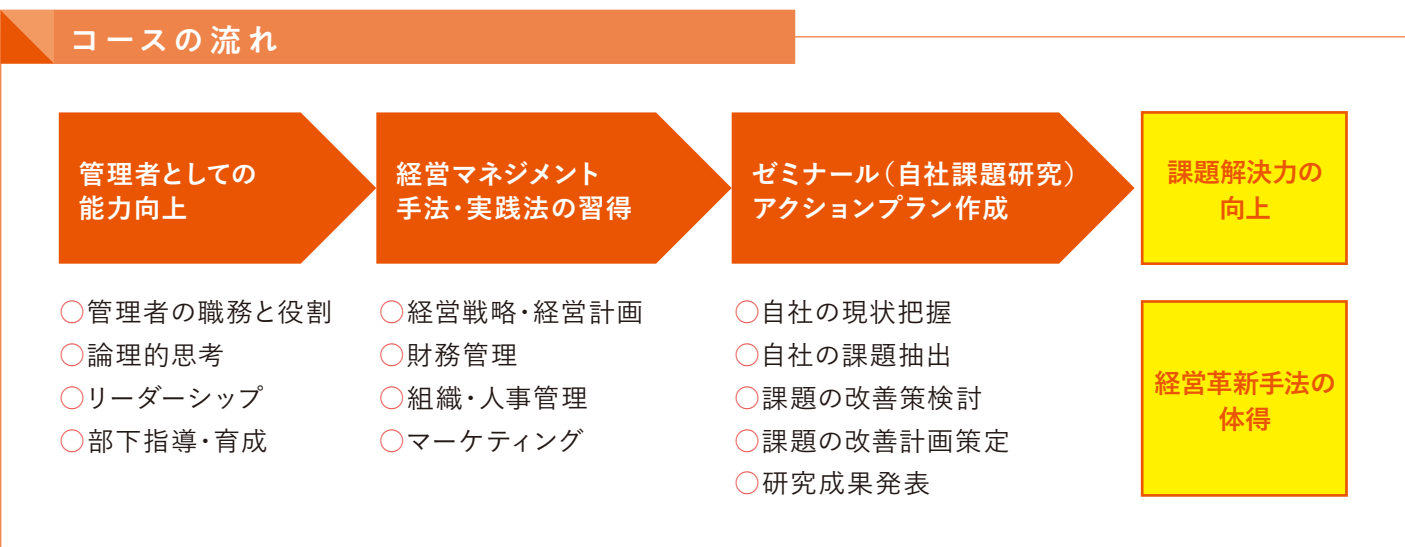 コースの流れ
管理者としての
能力向上
○管理者の職務と役割
○論理的思考
○リーダーシップ
○部下指導・育成
経営マネジメント
手法・実践法の習得
○経営戦略・経営計画
○財務管理
○組織・人事管理
○マーケティング
ゼミナール(自社課題研究)
アクションプラン作成
○自社の現状把握
○自社の課題抽出
○課題の改善策検討
○課題の改善計画策定
○研究成果発表
課題解決力の
向上
経営革新手法の
体得